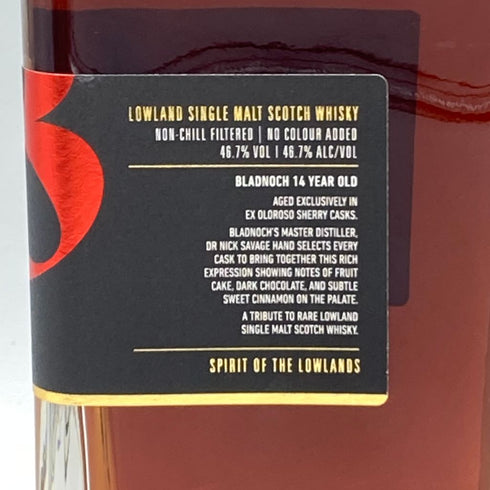 LOWLAND SINGLE MALT SCOTCH WHISKY
NON-CHILL FILTERED | NO COLOUR ADDED
46.7% VOL | 46.7% ALC/VOL
BLADNOCH 14 YEAR OLD
AGED EXCLUSIVELY IN
EX OLOROSO SHERRY CASKS.
BLADNOCH'S MASTER DISTILLER,
DR NICK SAVAGE HAND SELECTS EVERY
CASK TO BRING TOGETHER THIS RICH
EXPRESSION SHOWING NOTES OF FRUIT
CAKE, DARK CHOCOLATE, AND SUBTLE
SWEET CINNAMON ON THE PALATE.
A TRIBUTE TO RARE LOWLAND
SINGLE MALT SCOTCH WHISKY.
SPIRIT OF THE LOWLANDS